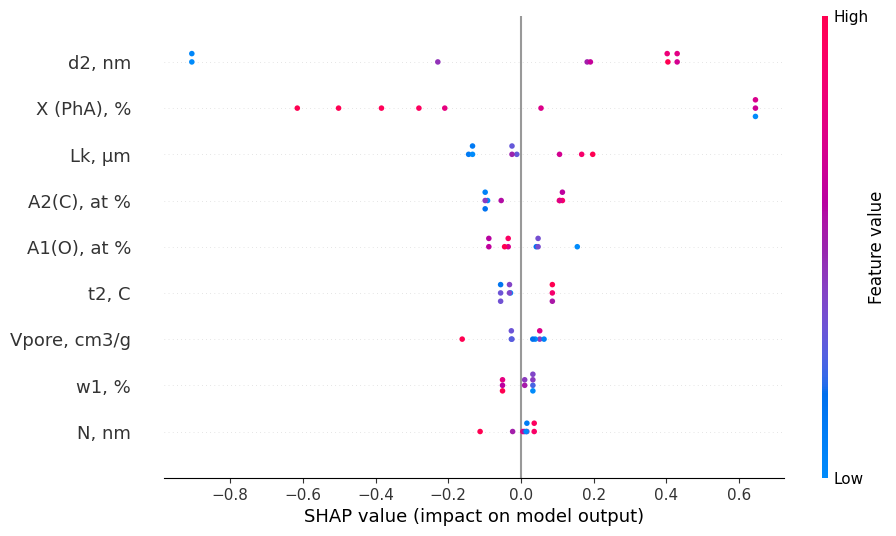 High
d2, nm
X (PhA), %
Lk, μm
A2(C), at %
A1(O), at %
t2, C
Vpore, cm3/g
w1, %
N, nm
Feature value
Low
−0.8 −0.6 −0.4 −0.2 0.0 0.2 0.4 0.6
SHAP value (impact on model output)